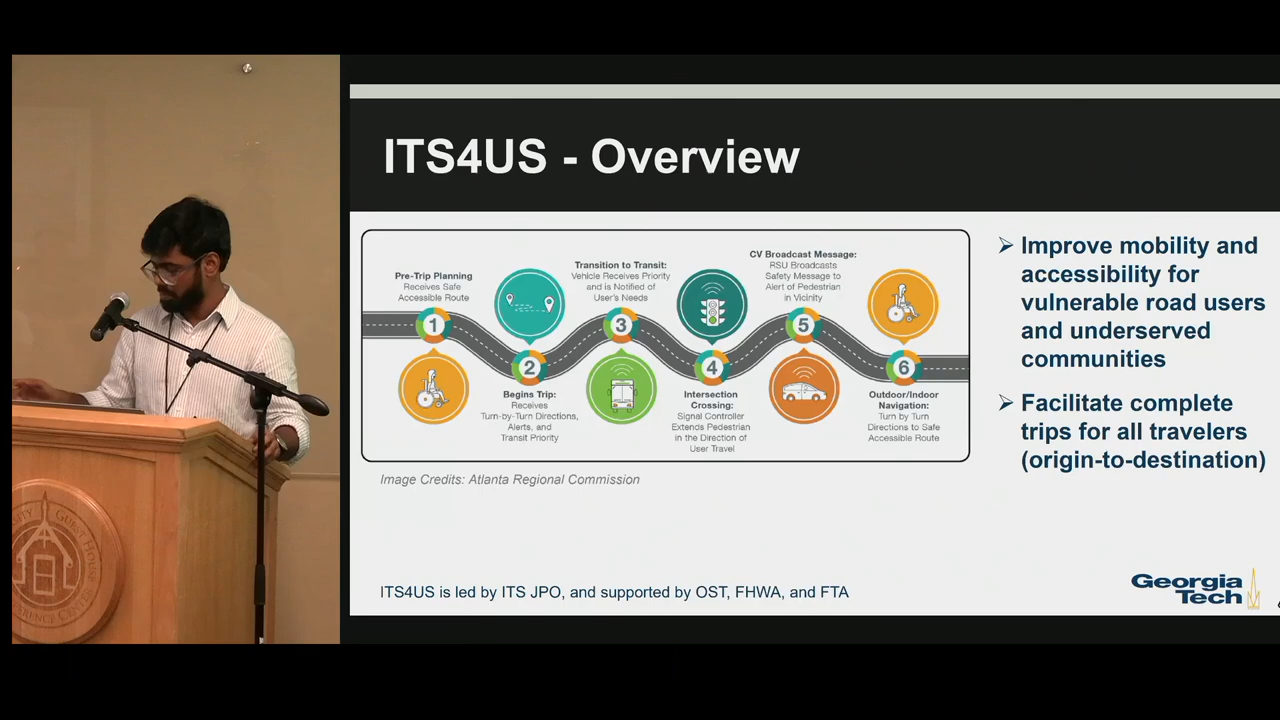 ITS4US - Overview
Pre-Trip Planning
Receives Safe
Accessible Route
1
2
Begins Trip:
Receives
Turn-by-Turn Directions,
Alerts, and
Transit Priority
Transition to Transit:
Vehicle Receives Priority
and is Notified of
User's Needs
3
4
Intersection
Crossing:
Signal Controller
Extends Pedestrian
in the Direction of
User Travel
CV Broadcast Message:
RSU Broadcasts
Safety Message to
Alert of Pedestrian
in Vicinity
5
6
Outdoor/Indoor
Navigation:
Turn by Turn
Directions to Safe
Accessible Route
Image Credits: Atlanta Regional Commission
➢ Improve mobility and
accessibility for
vulnerable road users
and underserved
communities
➢ Facilitate complete
trips for all travelers
(origin-to-destination)
ITS4US is led by ITS JPO, and supported by OST, FHWA, and FTA
Georgia
Tech
Guest House